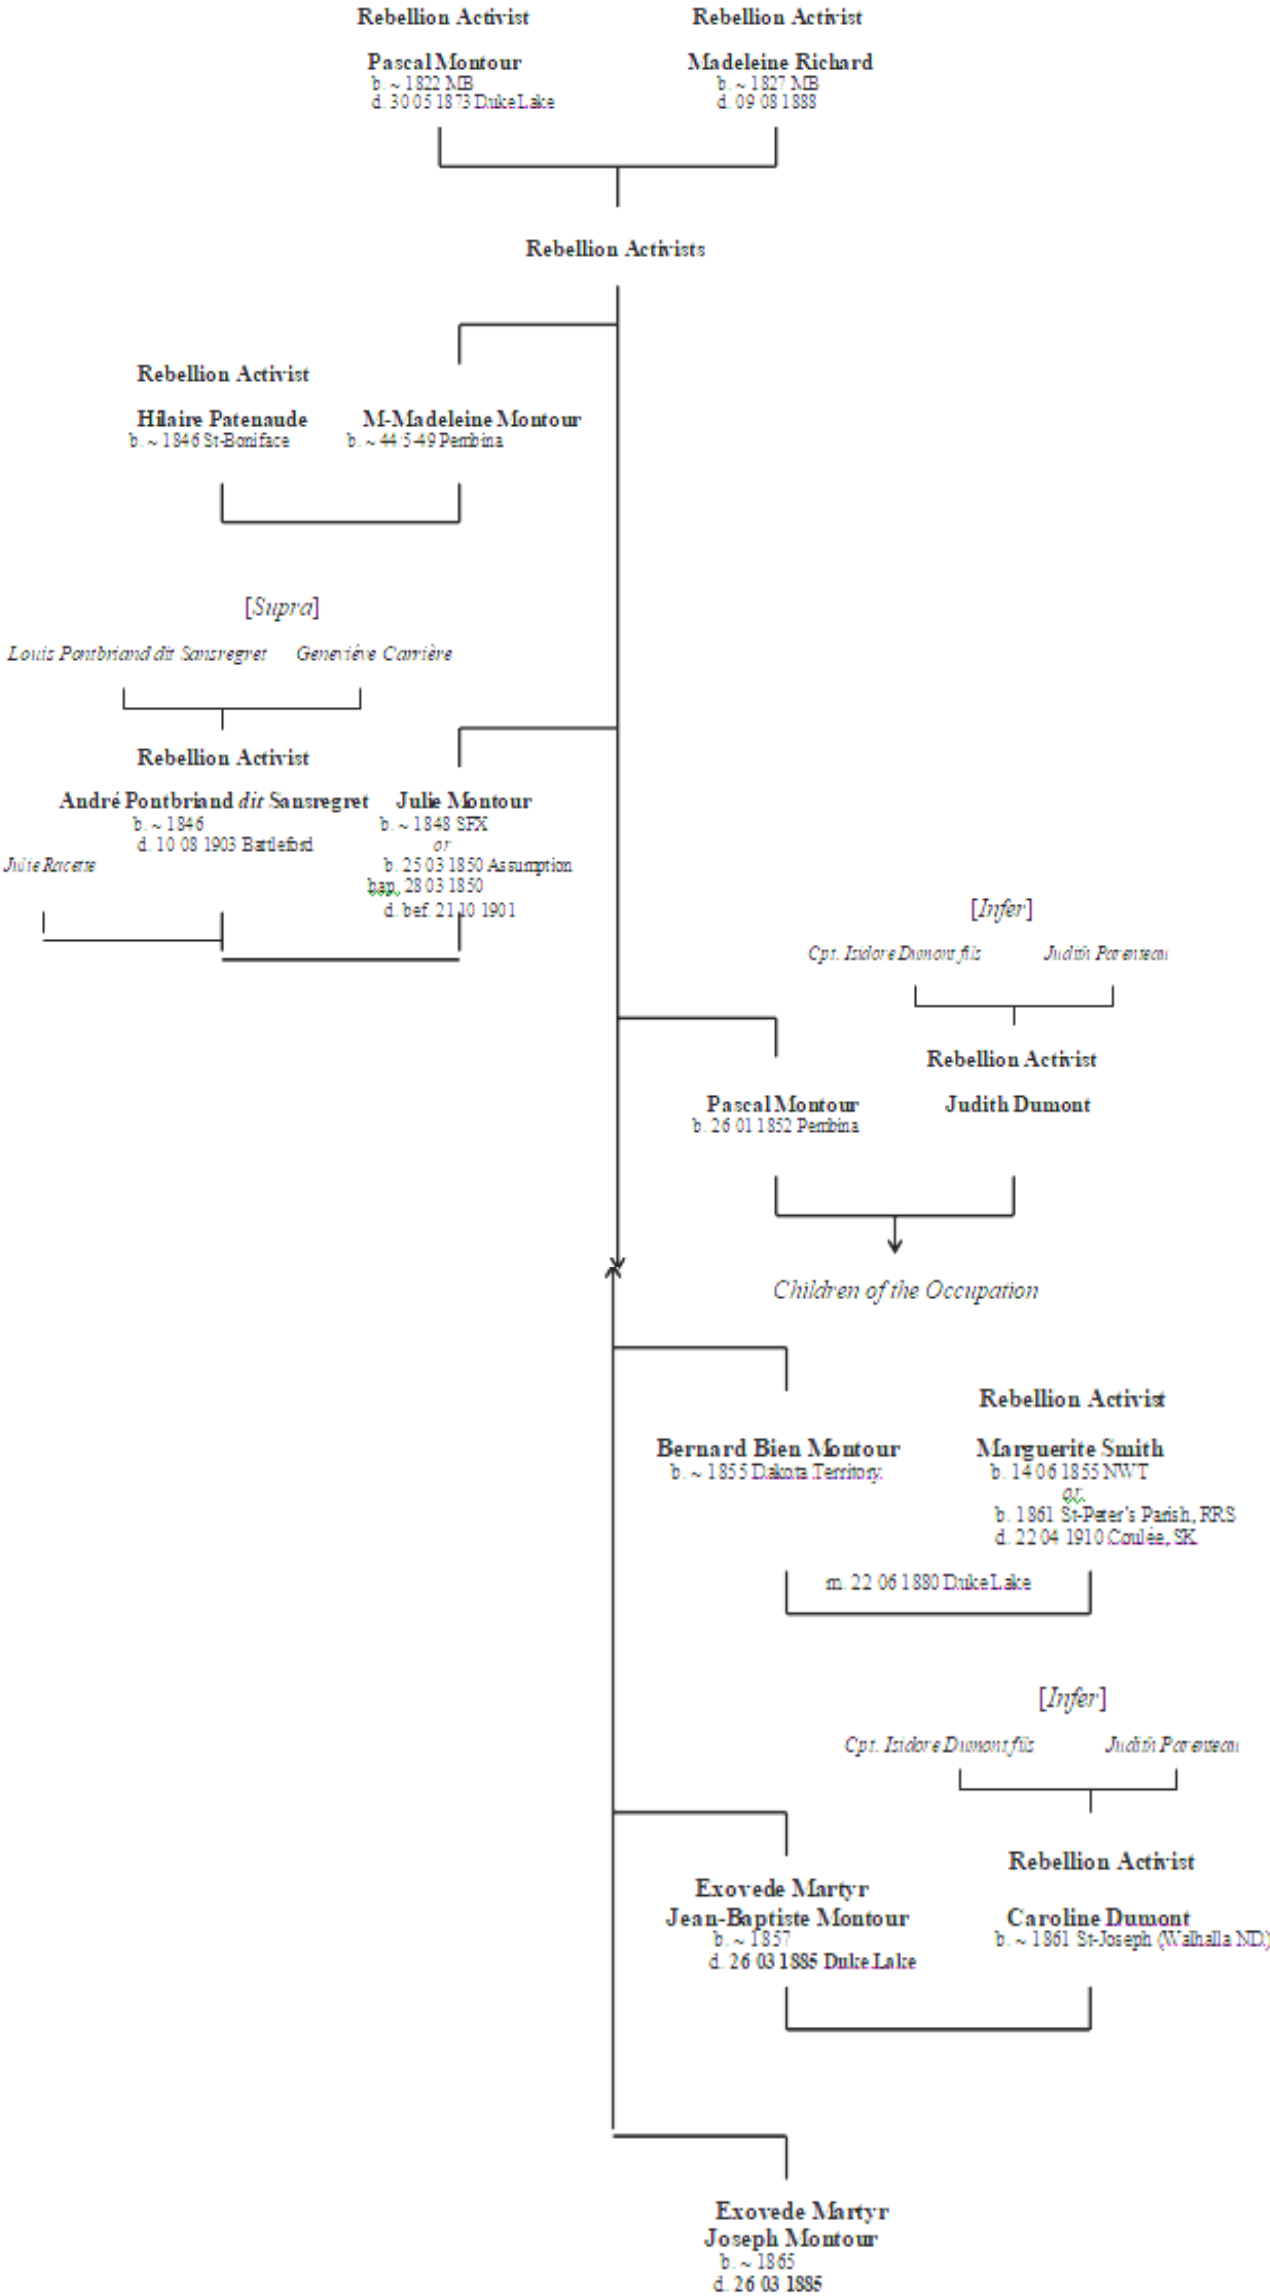 Rebellion Activist
Rebellion Activist
Pascal Montour
b. ~ 1822 MB
d. 30 05 1873 Duke Lake
Madeleine Richard
b. ~ 1827 MB
d. 09 08 1888
Rebellion Activists
Rebellion Activist
Hilaire Patenaude
b. ~ 1846 St-Boniface
M-Madeleine Montour
b. ~ 44/5-49 Pembina
[Supra]
Louis Pontbriand dit Sansregret
Geneviéve Carrière
Rebellion Activist
André Pontbriand dit Sansregret
b. ~ 1846
d. 10 08 1903 Battleford
Julie Montour
b. ~ 1848 SFX
or
b. 25 03 1850 Assumption
bap. 28 03 1850
d. bef. 21 10 1901
Julie Racette
[Infer]
Cpt. Isidore Dumont fils
Judith Parenteau
Rebellion Activist
Pascal Montour
b. 26 01 1852 Pembina
Judith Dumont
Children of the Occupation
Rebellion Activist
Bernard Bien Montour
b. ~ 1855 Dakota Territory.
Marguerite Smith
b. 14 06 1855 NWT
or
b. 1861 St-Peter's Parish, RRS
d. 22 04 1910 Coulée, SK
m. 22 06 1880 Duke Lake
[Infer]
Cpt. Isidore Dumont fils
Judith Parenteau
Rebellion Activist
Exovede Martyr
Jean-Baptiste Montour
b. ~ 1857
d. 26 03 1885 Duke Lake
Caroline Dumont
b. ~ 1861 St-Joseph (Walhalla ND.)
Exovede Martyr
Joseph Montour
b. ~ 1865
d. 26 03 1885